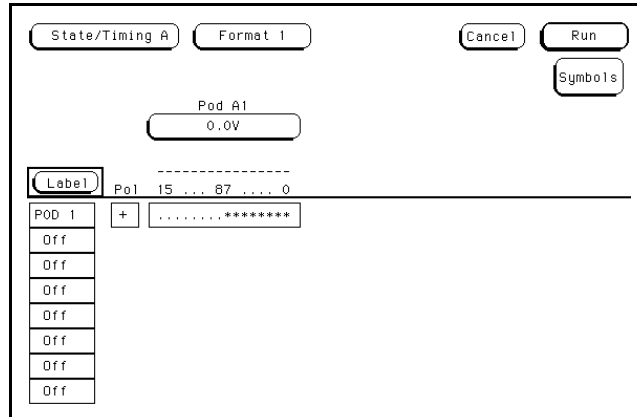 State/Timing A Format 1 Cancel Run
Symbols
Pod A1
0.0V
----------------
Label Pol 15 ... 87 .... 0
POD 1 + ........********
Off
Off
Off
Off
Off
Off
Off